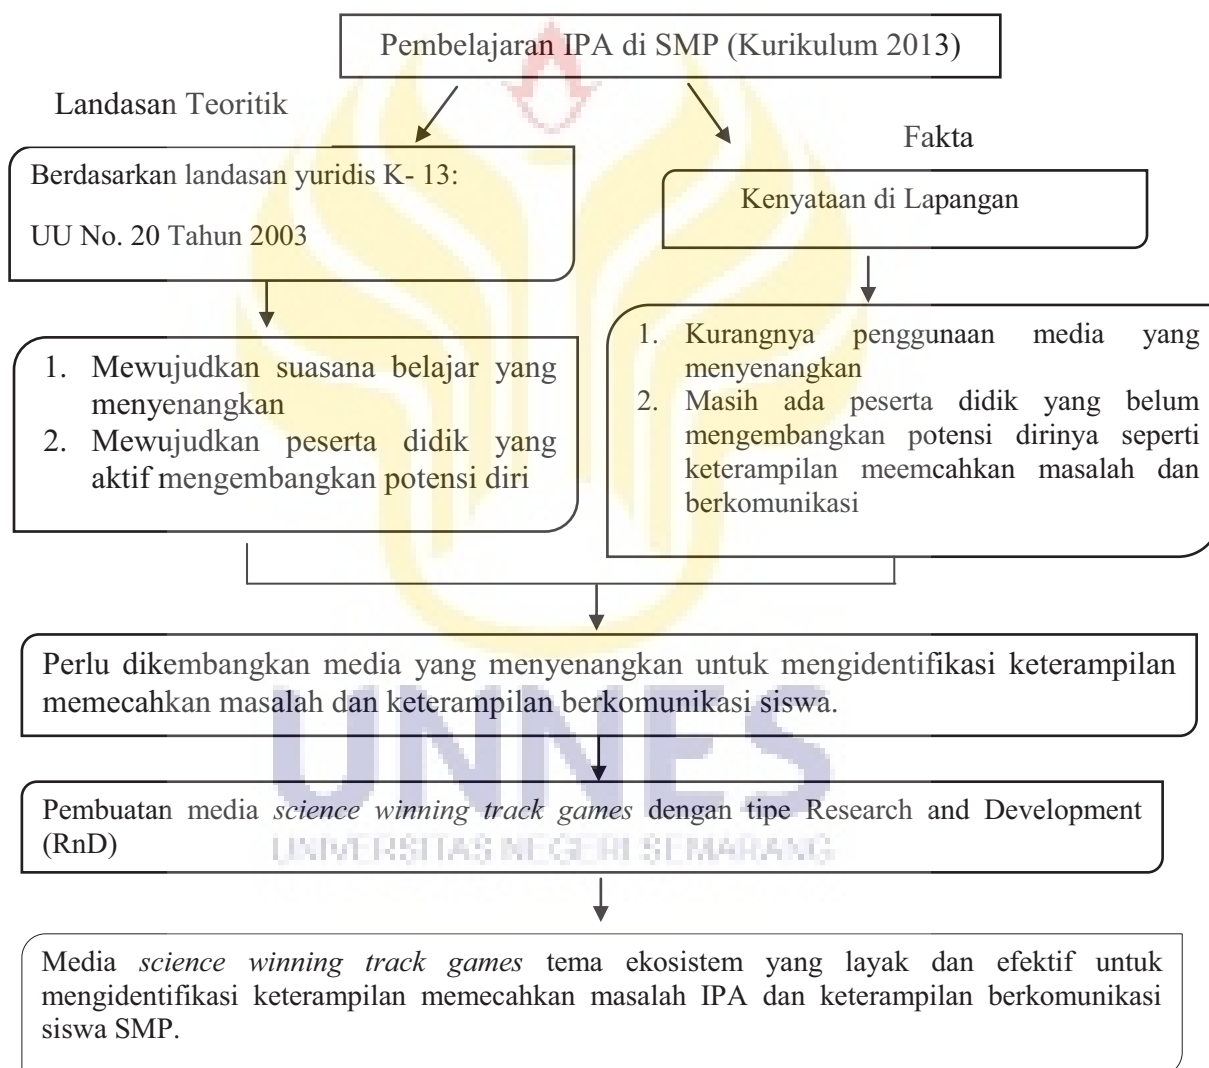 Pembelajaran IPA di SMP (Kurikulum 2013)
Landasan Teoritik
Fakta
Berdasarkan landasan yuridis K- 13:
UU No. 20 Tahun 2003
Kenyataan di Lapangan
1. Mewujudkan suasana belajar yang
menyenangkan
2. Mewujudkan peserta didik yang
aktif mengembangkan potensi diri
1. Kurangnya penggunaan media yang
menyenangkan
2. Masih ada peserta didik yang belum
mengembangkan potensi dirinya seperti
keterampilan meemcahkan masalah dan
berkomunikasi
Perlu dikembangkan media yang menyenangkan untuk mengidentifikasi keterampilan
memecahkan masalah dan keterampilan berkomunikasi siswa.
UNNES
Pembuatan media science winning track games dengan tipe Research and Development
(RnD)
UNIVERSITAS NEGERI SEMARANG
Media science winning track games tema ekosistem yang layak dan efektif untuk
mengidentifikasi keterampilan memecahkan masalah IPA dan keterampilan berkomunikasi
siswa SMP.